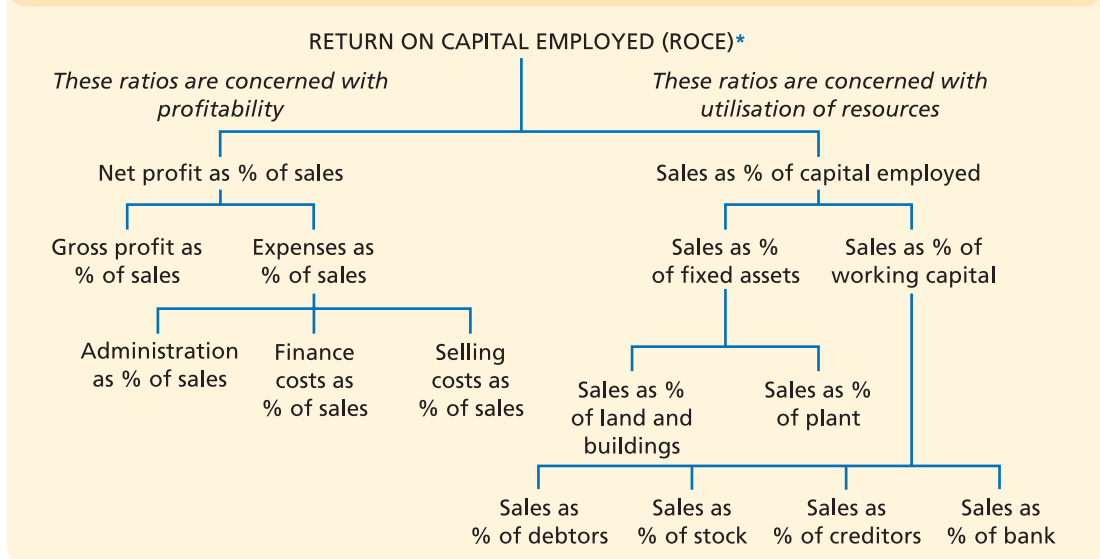 RETURN ON CAPITAL EMPLOYED (ROCE)*
These ratios are concerned with
profitability
These ratios are concerned with
utilisation of resources
Net profit as % of sales
Sales as % of capital employed
Gross profit as
% of sales
Expenses as
% of sales
Sales as %
of fixed assets
Sales as % of
working capital
Administration
as % of sales
Finance
costs as
% of sales
Selling
costs as
% of sales
Sales as %
of land and
buildings
Sales as %
of plant
Sales as
% of debtors
Sales as
% of stock
Sales as
% of creditors
Sales as
% of bank